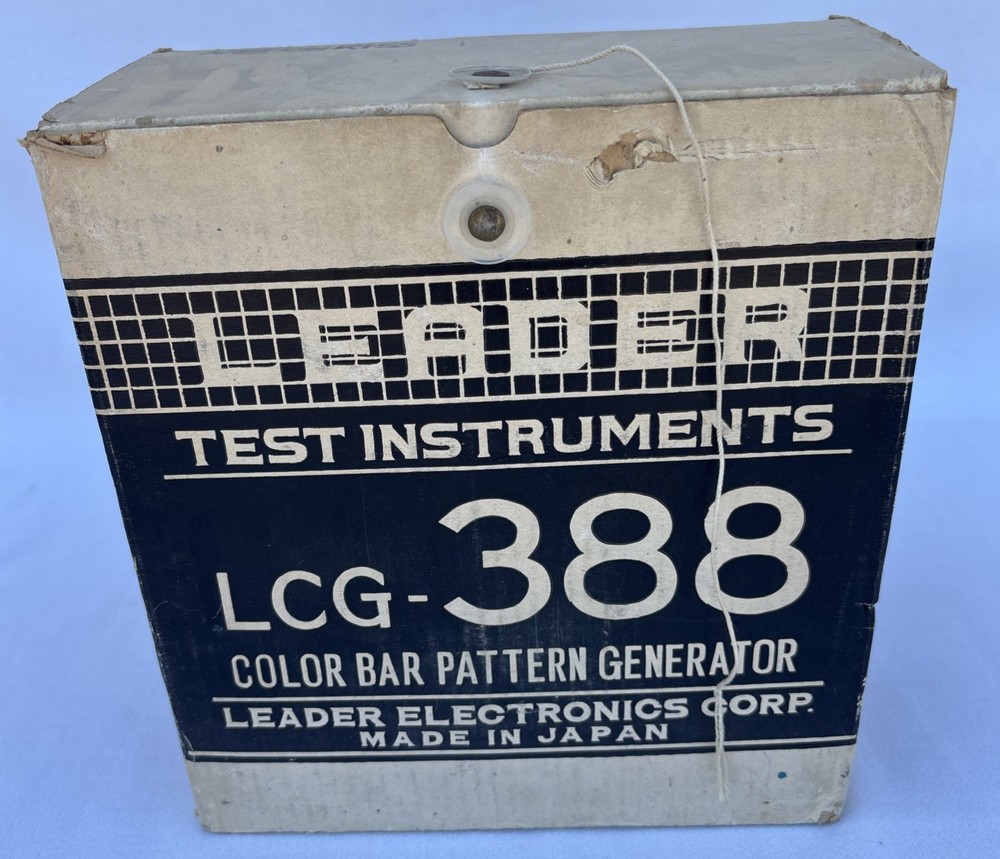 LEADER
TEST INSTRUMENTS
LCG-388
COLOR BAR PATTERN GENERATOR
LEADER ELECTRONICS CORP.
MADE IN JAPAN